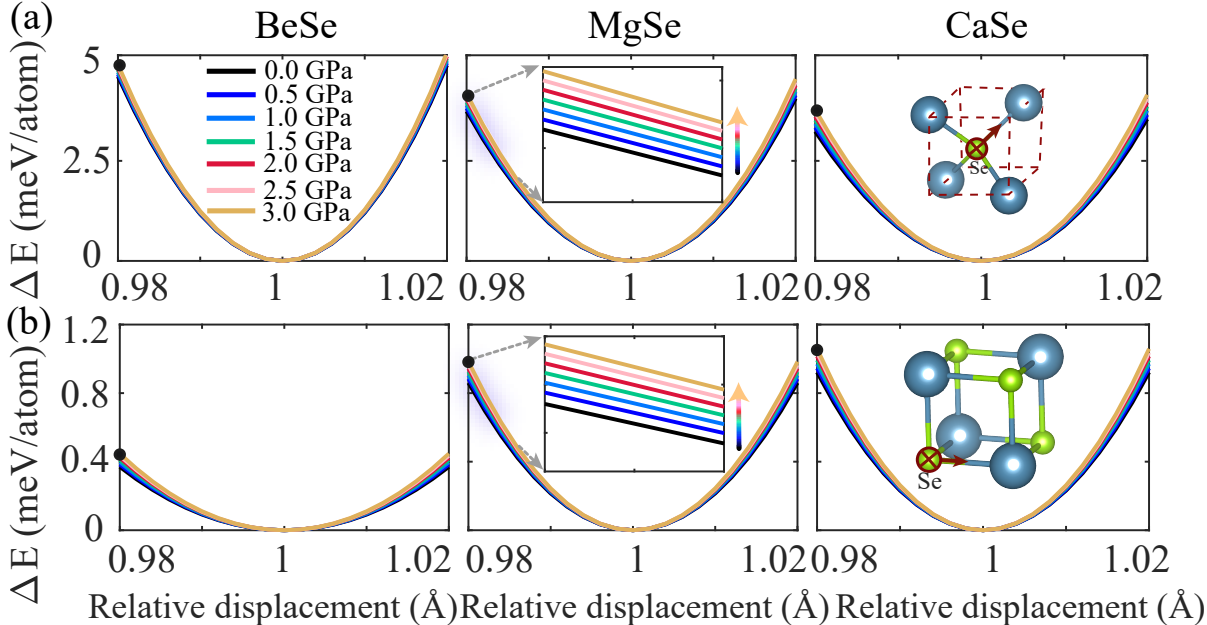 (a)
BeSe MgSe CaSe
ΔE (meV/atom)
5
2.5
0
0.0 GPa
0.5 GPa
1.0 GPa
1.5 GPa
2.0 GPa
2.5 GPa
3.0 GPa
Se
0.98 1 1.02 0.98 1 1.02 0.98 1 1.02
(b)
ΔE (meV/atom)
1.2
0.8
0.4
0
Se
0.98 1 1.02 0.98 1 1.02 0.98 1 1.02
Relative displacement (Å) Relative displacement (Å) Relative displacement (Å)